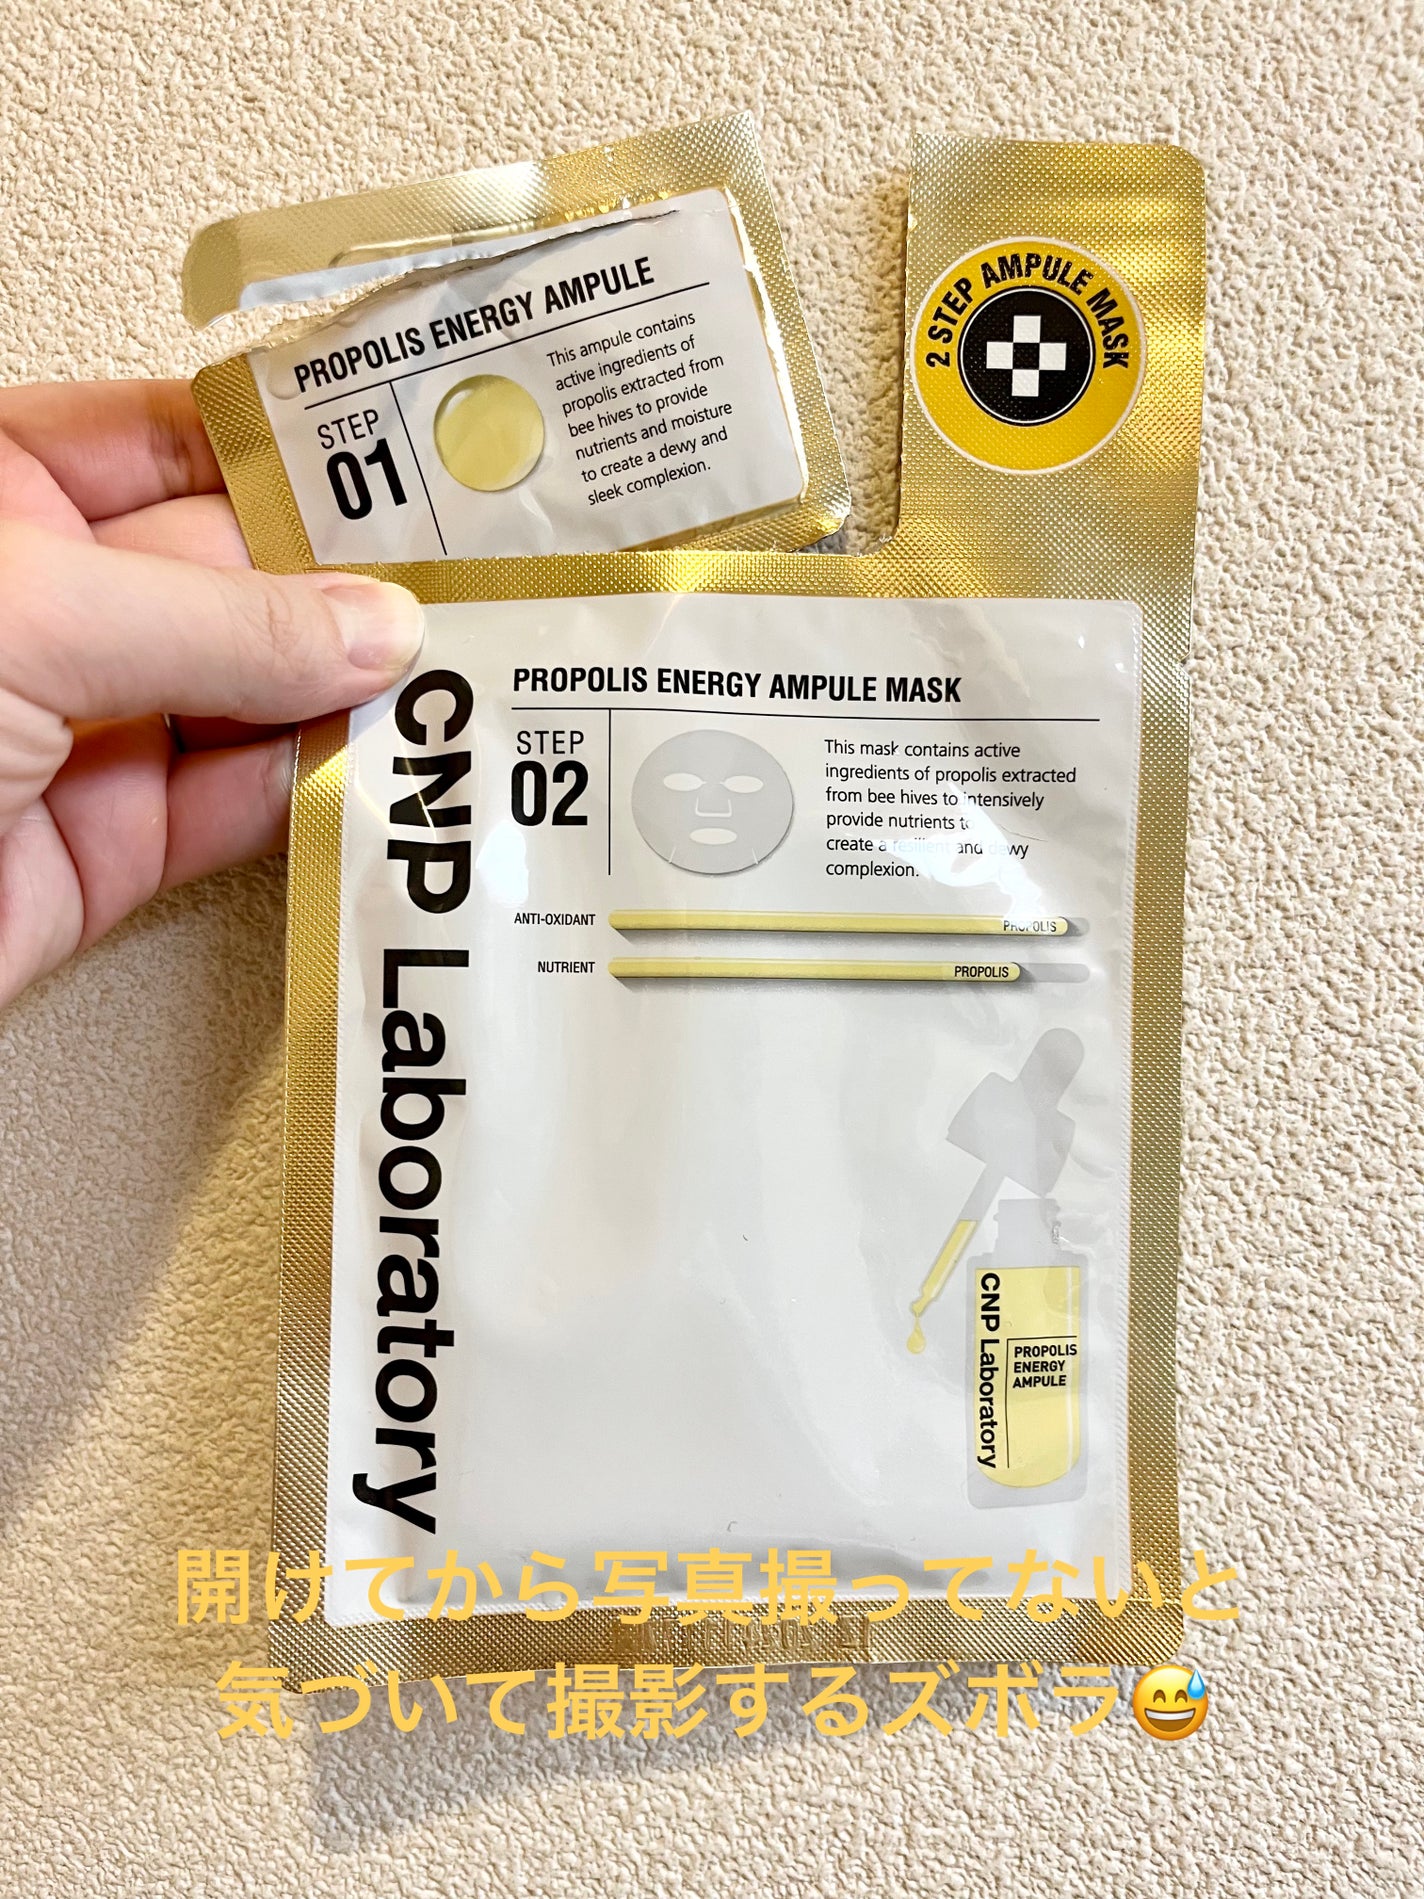 PROPOLIS ENERGY AMPULE
STEP
01
This ampule contains
active ingredients of
propolis extracted from
bee hives to provide
nutrients and moisture
to create a dewy and
sleek complexion.
2 STEP AMPULE MASK
CNP Laboratory
PROPOLIS ENERGY AMPULE MASK
STEP
02
This mask contains active
ingredients of propolis extracted
from bee hives to intensively
provide nutrients to
create a resilient and dewy
complexion.
ANTI-OXIDANT
PROPOLIS
NUTRIENT
PROPOLIS
CNP Laboratory
PROPOLIS
ENERGY
AMPULE
開けてから写真撮ってないと
気づいて撮影するズボラ😅